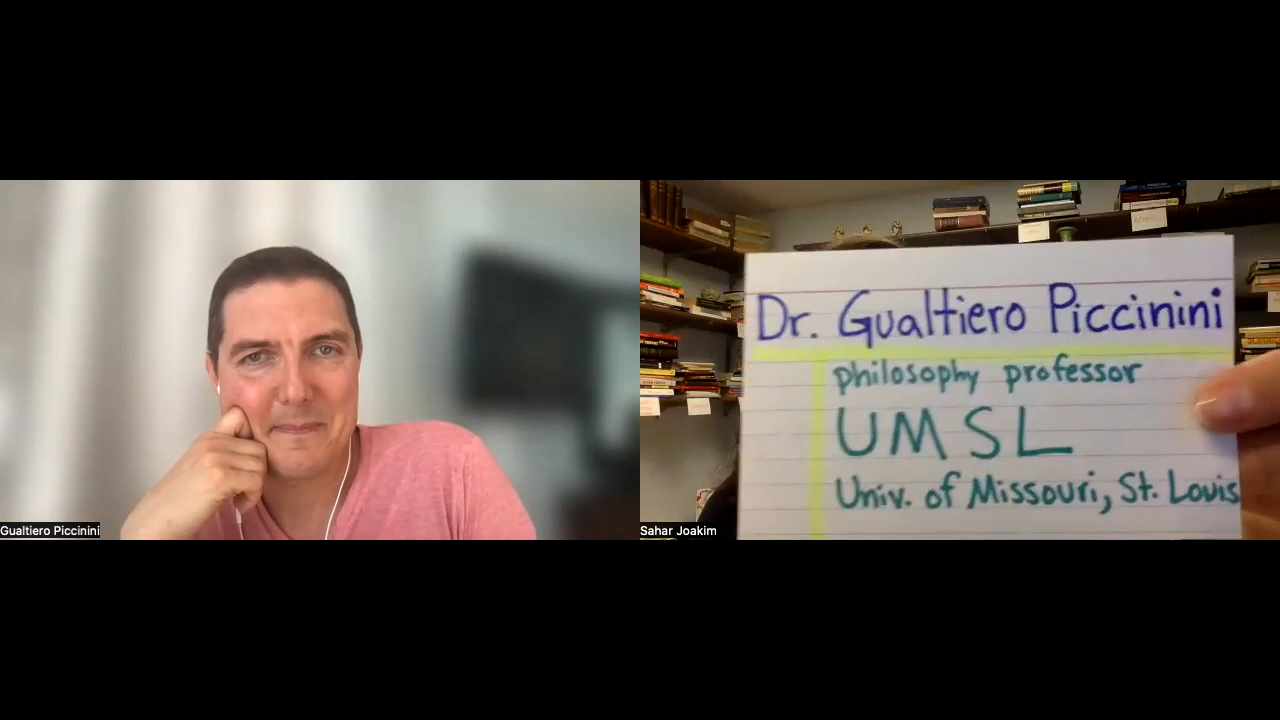 Dr. Gualtiero Piccinini
philosophy professor
UMSL
Univ. of Missouri, St. Louis
Gualtiero Piccinini
Sahar Joakim